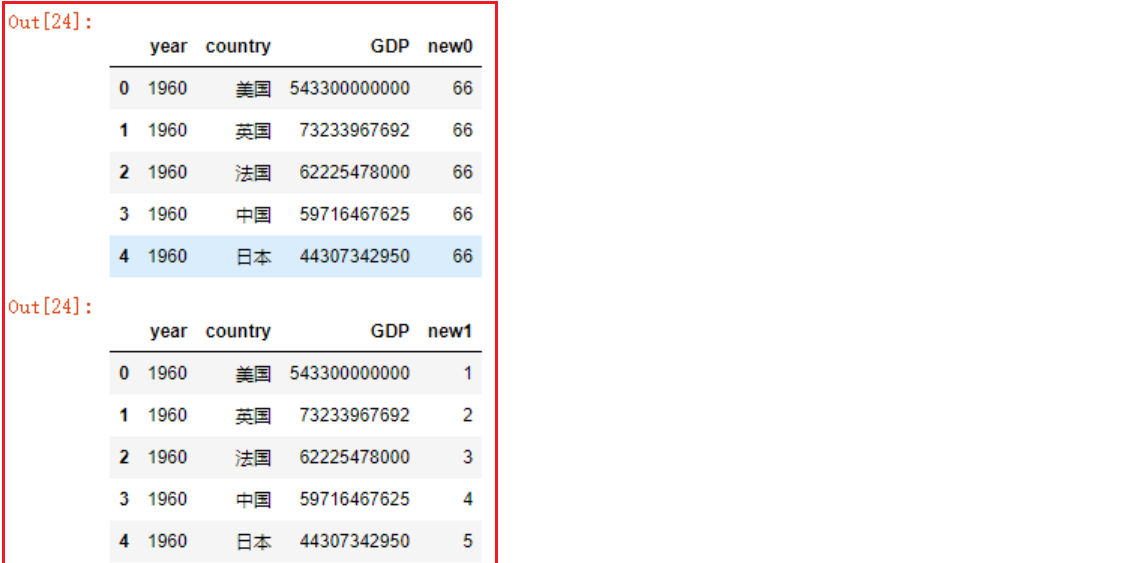 Out[24]:
year country GDP new0
0 1960 美国 543300000000 66
1 1960 英国 73233967692 66
2 1960 法国 62225478000 66
3 1960 中国 59716467625 66
4 1960 日本 44307342950 66
Out[24]:
year country GDP new1
0 1960 美国 543300000000 1
1 1960 英国 73233967692 2
2 1960 法国 62225478000 3
3 1960 中国 59716467625 4
4 1960 日本 44307342950 5